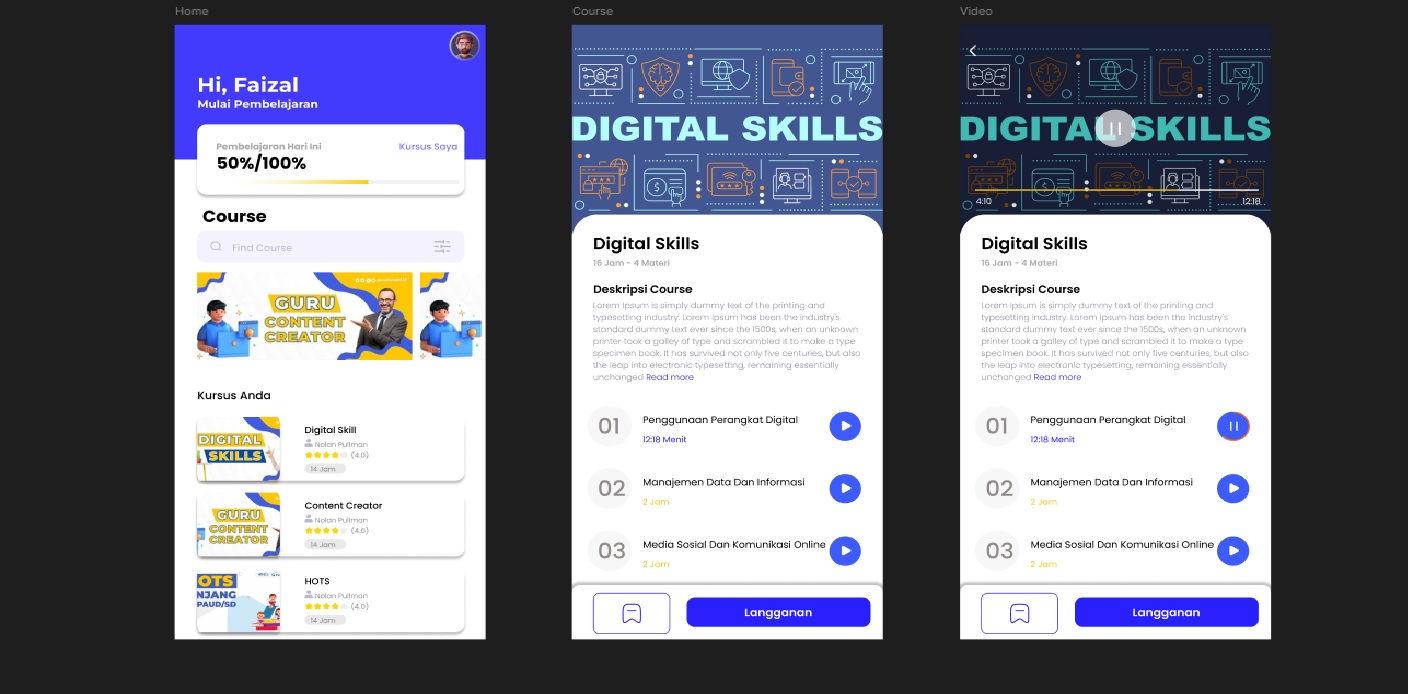 Home
Hi, Faizal
Mulai Pembelajaran
Pembelajaran Hari Ini
Kursus Saya
50%/100%
Course
Find Course
GURU
CONTENT
CREATOR
Kursus Anda
DIGITAL
SKILLS
Digital Skill
Nolan Pullman
(4.0)
14 Jam
GURU
CONTENT
CREATOR
Content Creator
Nolan Pullman
(4.0)
14 Jam
OTS
NJANG
PAUD/SD
HOTS
Nolan Pullman
(4.0)
14 Jam
Course
DIGITAL SKILLS
Digital Skills
16 Jam - 4 Materi
Deskripsi Course
Lorem Ipsum is simply dummy text of the printing and
typesetting industry. Lorem Ipsum has been the industry's
standard dummy text ever since the 1500s, when an unknown
printer took a galley of type and scrambled it to make a type
specimen book. It has survived not only five centuries, but also
the leap into electronic typesetting, remaining essentially
unchanged Read more
01
Penggunaan Perangkat Digital
12:18 Menit
02
Manajemen Data Dan Informasi
2 Jam
03
Media Sosial Dan Komunikasi Online
2 Jam
Langganan
Video
DIGITAL SKILLS
4:10
12:18
Digital Skills
16 Jam - 4 Materi
Deskripsi Course
Lorem Ipsum is simply dummy text of the printing and
typesetting industry. Lorem Ipsum has been the industry's
standard dummy text ever since the 1500s, when an unknown
printer took a galley of type and scrambled it to make a type
specimen book. It has survived not only five centuries, but also
the leap into electronic typesetting, remaining essentially
unchanged Read more
01
Penggunaan Perangkat Digital
12:18 Menit
02
Manajemen Data Dan Informasi
2 Jam
03
Media Sosial Dan Komunikasi Online
2 Jam
Langganan